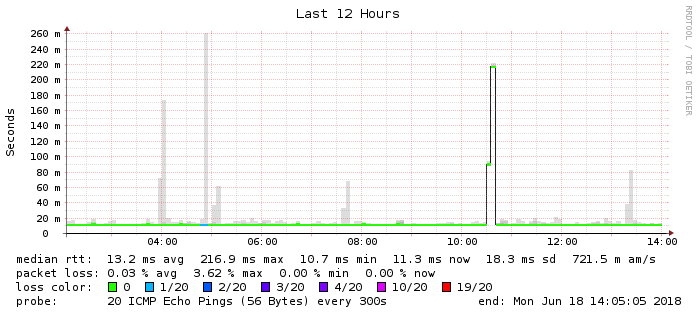 Last 12 Hours
RRDTOOL / TOBI OETIKER
Seconds
260 m
240 m
220 m
200 m
180 m
160 m
140 m
120 m
100 m
80 m
60 m
40 m
20 m
0
04:00 06:00 08:00 10:00 12:00 14:00
median rtt: 13.2 ms avg 216.9 ms max 10.7 ms min 11.3 ms now 18.3 ms sd 721.5 m am/s
packet loss: 0.03 % avg 3.62 % max 0.00 % min 0.00 % now
loss color: 0 1/20 2/20 3/20 4/20 10/20 19/20
probe: 20 ICMP Echo Pings (56 Bytes) every 300s end: Mon Jun 18 14:05:05 2018